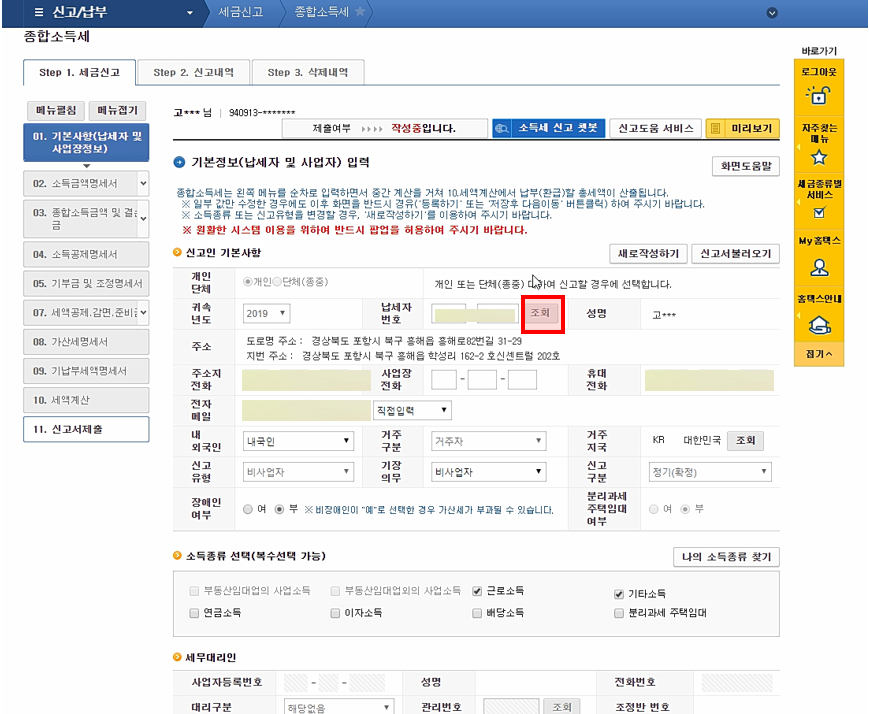 ☰ 신고/납부
세금신고
종합소득세
종합소득세
바로가기
Step 1. 세금신고
Step 2. 신고내역
Step 3. 삭제내역
로그아웃
자주찾는 메뉴
세금종류별 서비스
My 홈택스
홈택스안내
접기
메뉴펼침
메뉴접기
01. 기본사항(납세자 및 사업장정보)
02. 소득금액명세서
03. 종합소득금액 및 결손금
04. 소득공제명세서
05. 기부금 및 조정명세서
07. 세액공제,감면,준비금
08. 가산세명세서
09. 기납부세액명세서
10. 세액계산
11. 신고서제출
고*** 님 | 940913-*******
제출여부 ›››› 작성중입니다.
소득세 신고 챗봇
신고도움 서비스
미리보기
기본정보(납세자 및 사업자) 입력
화면도움말
종합소득세는 왼쪽 메뉴를 순차로 입력하면서 중간 계산을 거쳐 10.세액계산에서 납부(환급)할 총세액이 산출됩니다.
※ 일부 값만 수정한 경우에도 이후 화면을 반드시 경유('등록하기' 또는 '저장후 다음이동' 버튼클릭) 하여 주시기 바랍니다.
※ 소득종류 또는 신고유형을 변경할 경우, '새로작성하기'를 이용하여 주시기 바랍니다.
※ 원활한 시스템 이용을 위하여 반드시 팝업을 허용하여 주시기 바랍니다.
신고인 기본사항
새로작성하기
신고서불러오기
개인 단체
개인 단체(종중)
개인 또는 단체(종중) 대하여 신고할 경우에 선택합니다.
귀속 년도
2019
납세자 번호
조회
성명
고***
주소
도로명 주소 : 경상북도 포항시 북구 흥해읍 흥해로82번길 31-29
지번 주소 : 경상북도 포항시 북구 흥해읍 학성리 162-2 호신센트럴 202호
주소지 전화
사업장 전화
- -
휴대 전화
전자 메일
직접입력
내 외국인
내국인
거주 구분
거주자
거주 지국
KR 대한민국
조회
신고 유형
비사업자
기장 의무
비사업자
신고 구분
정기(확정)
장애인 여부
여 부
※ 비장애인이 "예"로 선택한 경우 가산세가 부과될 수 있습니다.
분리과세 주택임대 여부
여 부
소득종류 선택(복수선택 가능)
나의 소득종류 찾기
부동산임대업의 사업소득
부동산임대업외의 사업소득
근로소득
기타소득
연금소득
이자소득
배당소득
분리과세 주택임대
세무대리인
사업자등록번호
- -
성명
전화번호
대리구분
해당없음
관리번호
조회
조정반 번호